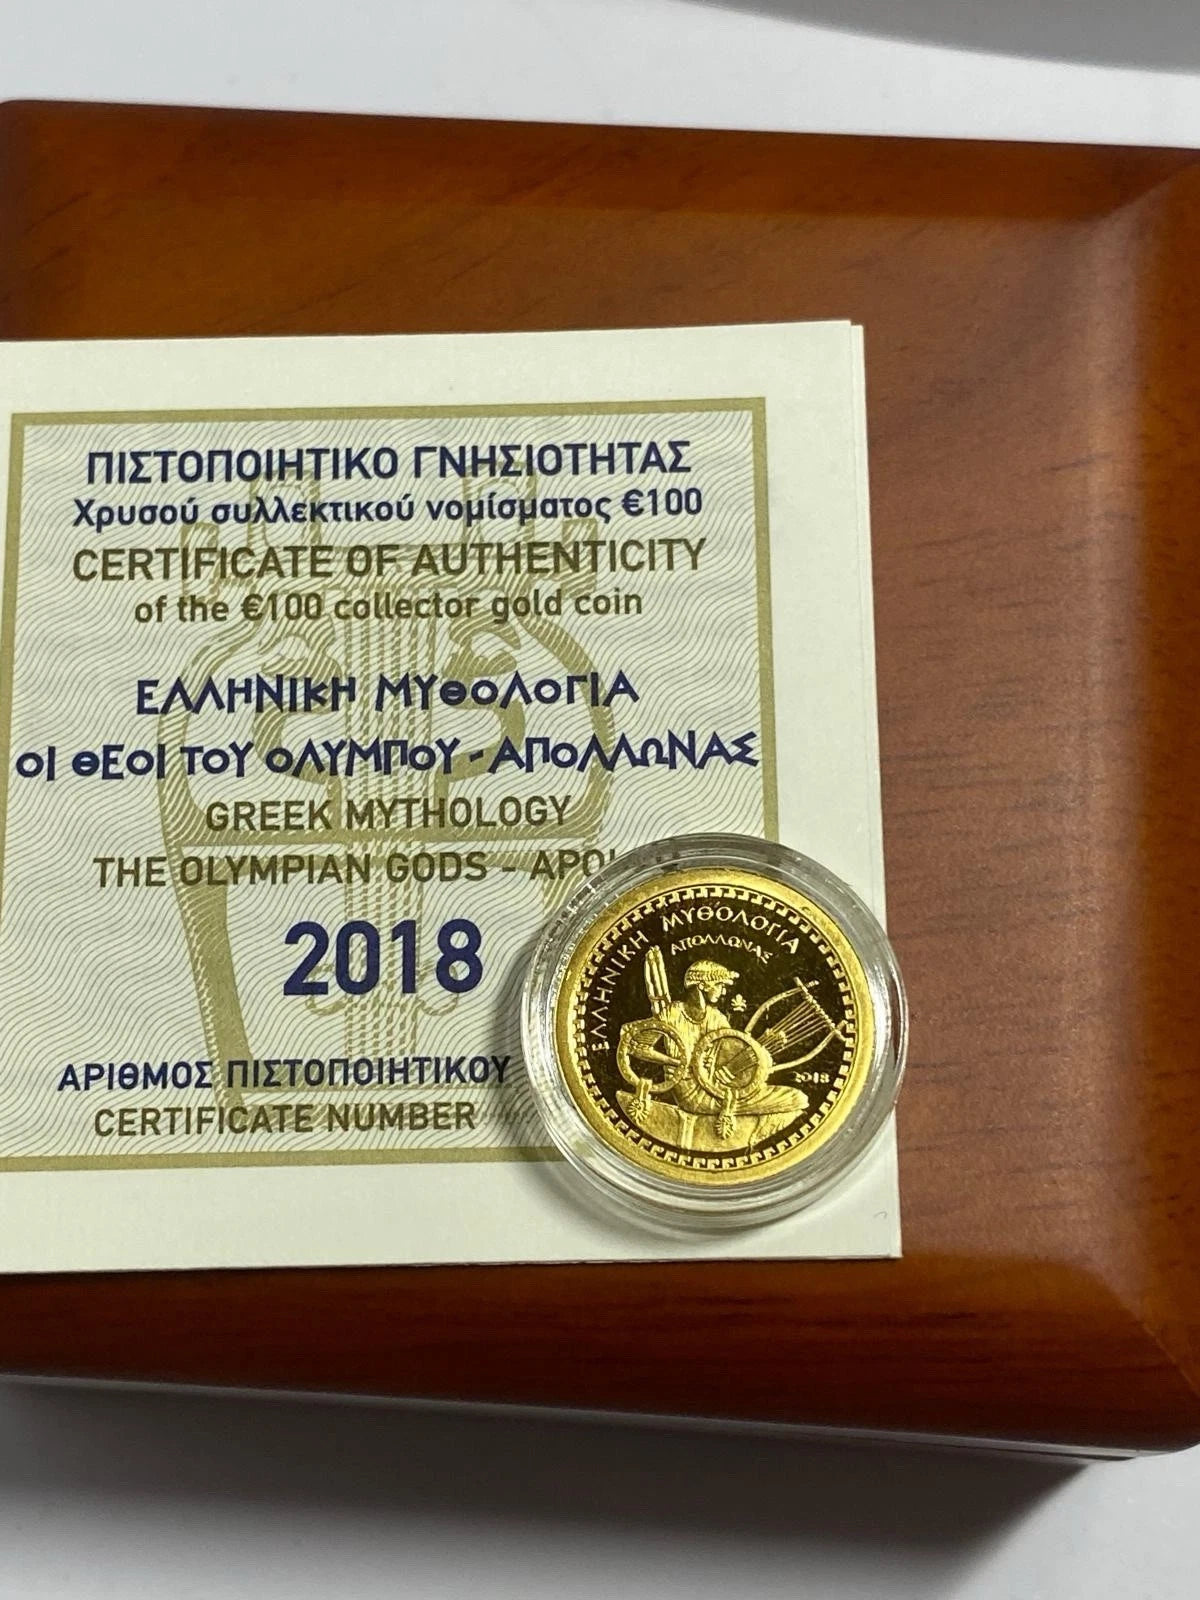 ΠΙΣΤΟΠΟΙΗΤΙΚΟ ΓΝΗΣΙΟΤΗΤΑΣ
Χρυσού συλλεκτικού νομίσματος €100
CERTIFICATE OF AUTHENTICITY
of the €100 collector gold coin
ΕΛΛΗΝΙΚΗ ΜΥΘΟΛΟΓΙΑ
ΟΙ ΘΕΟΙ ΤΟΥ ΟΛΥΜΠΟΥ - ΑΠΟΛΛΩΝΑΣ
GREEK MYTHOLOGY
THE OLYMPIAN GODS -
2018
ΑΡΙΘΜΟΣ ΠΙΣΤΟΠΟΙΗΤΙΚΟΥ
CERTIFICATE NUMBER
ΕΛΛΗΝΙΚΗ ΜΥΘΟΛΟΓΙΑ
ΑΠΟΛΛΩΝΑΣ
2018